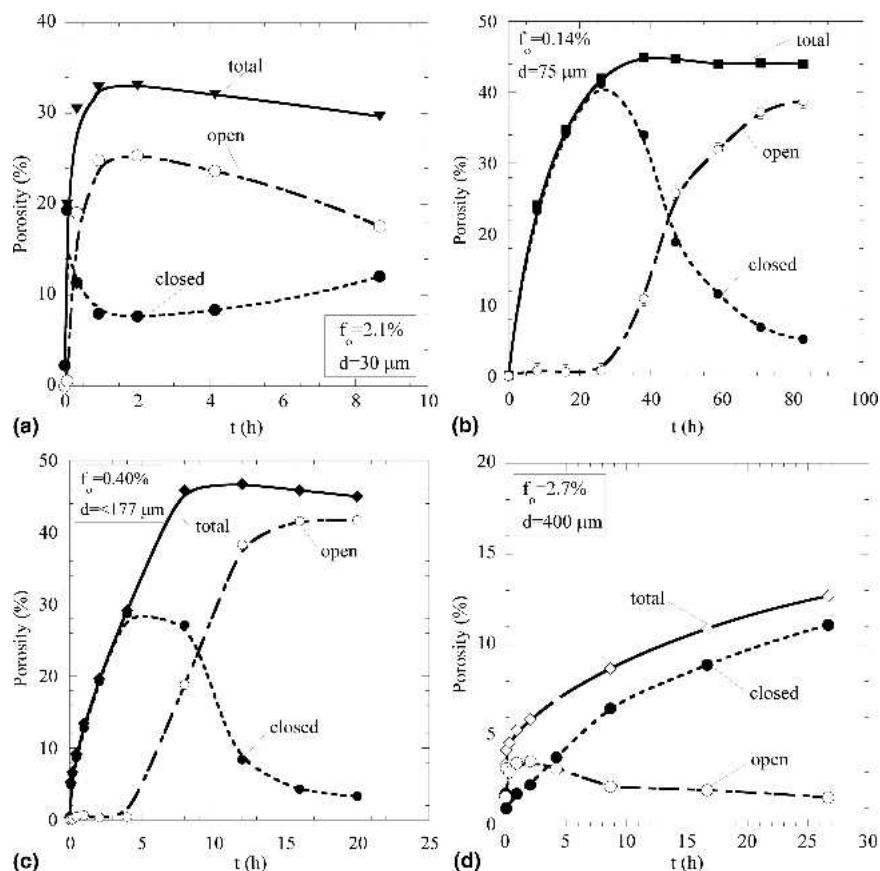 40
30
20
10
0
Porosity (%)
total
open
closed
f_o=2.1%
d=30 μm
0 2 4 6 8 10
t (h)
(a)
50
40
30
20
10
0
Porosity (%)
f_o=0.14%
d=75 μm
total
open
closed
0 20 40 60 80 100
t (h)
(b)
50
40
30
20
10
0
Porosity (%)
f_o=0.40%
d=<177 μm
total
open
closed
0 5 10 15 20 25
t (h)
(c)
20
15
10
5
0
Porosity (%)
f_o=2.7%
d=400 μm
total
closed
open
0 5 10 15 20 25 30
t (h)
(d)